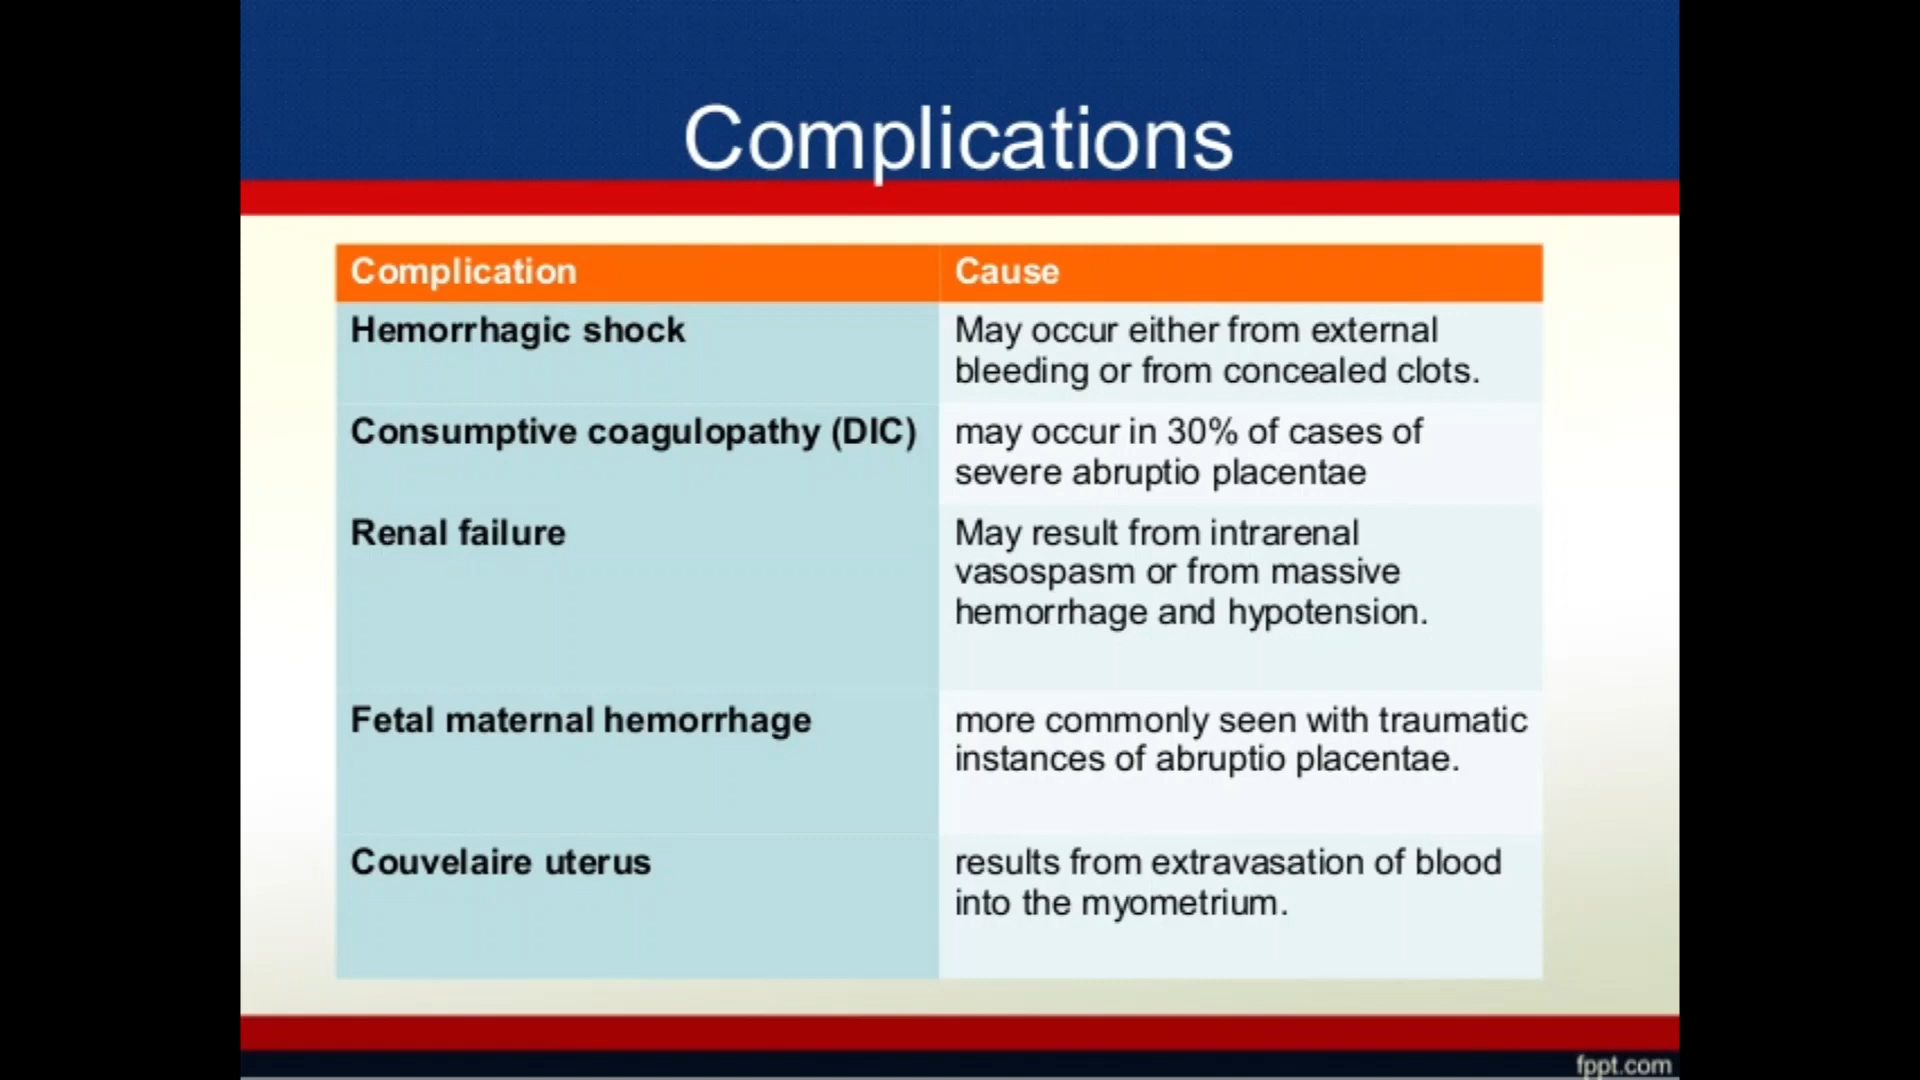 Complications
Complication Cause
Hemorrhagic shock May occur either from external
bleeding or from concealed clots.
Consumptive coagulopathy (DIC) may occur in 30% of cases of
severe abruptio placentae
Renal failure May result from intrarenal
vasospasm or from massive
hemorrhage and hypotension.
Fetal maternal hemorrhage more commonly seen with traumatic
instances of abruptio placentae.
Couvelaire uterus results from extravasation of blood
into the myometrium.
fppt.com